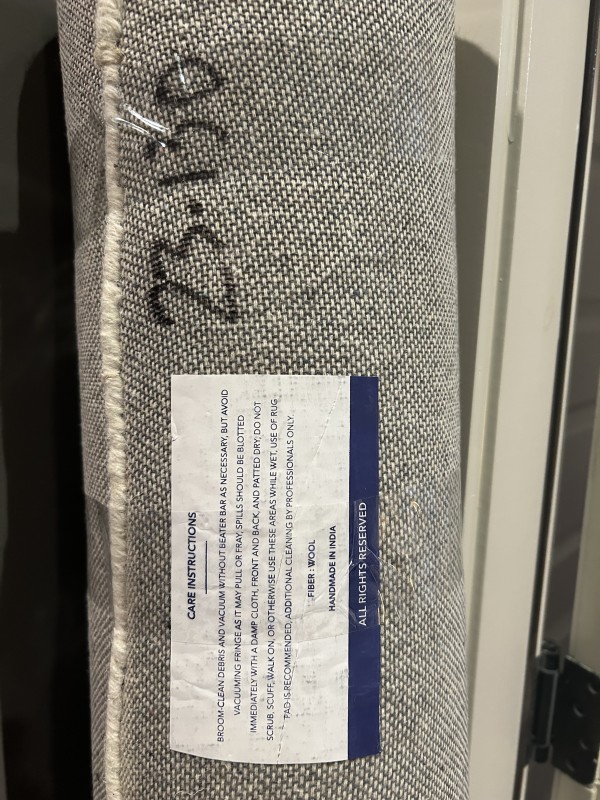 23.130
CARE INSTRUCTIONS
BROOM-CLEAN DEBRIS AND VACUUM WITHOUT BEATER BAR AS NECESSARY, BUT AVOID
VACUUMING FRINGE AS IT MAY PULL OR FRAY, SPILLS SHOULD BE BLOTTED
IMMEDIATELY WITH A DAMP CLOTH, FRONT AND BACK, AND PATTED DRY; DO NOT
SCRUB, SCUFF, WALK ON, OR OTHERWISE USE THESE AREAS WHILE WET, USE OF RUG
PAD IS RECOMMENDED, ADDITIONAL CLEANING BY PROFESSIONALS ONLY.
FIBER : WOOL
HANDMADE IN INDIA
ALL RIGHTS RESERVED